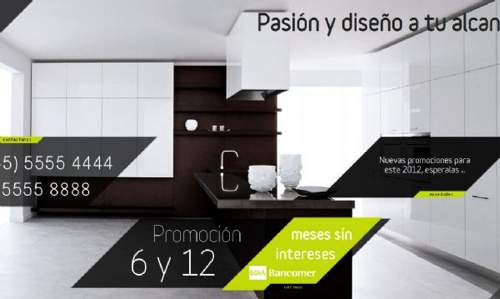 Pasión y diseño a tu alcan
5) 5555 4444
5555 8888
Nuevas promociones para
este 2012, esperalas ..
Promoción
6 y 12
meses sin
intereses
BBVA Bancomer